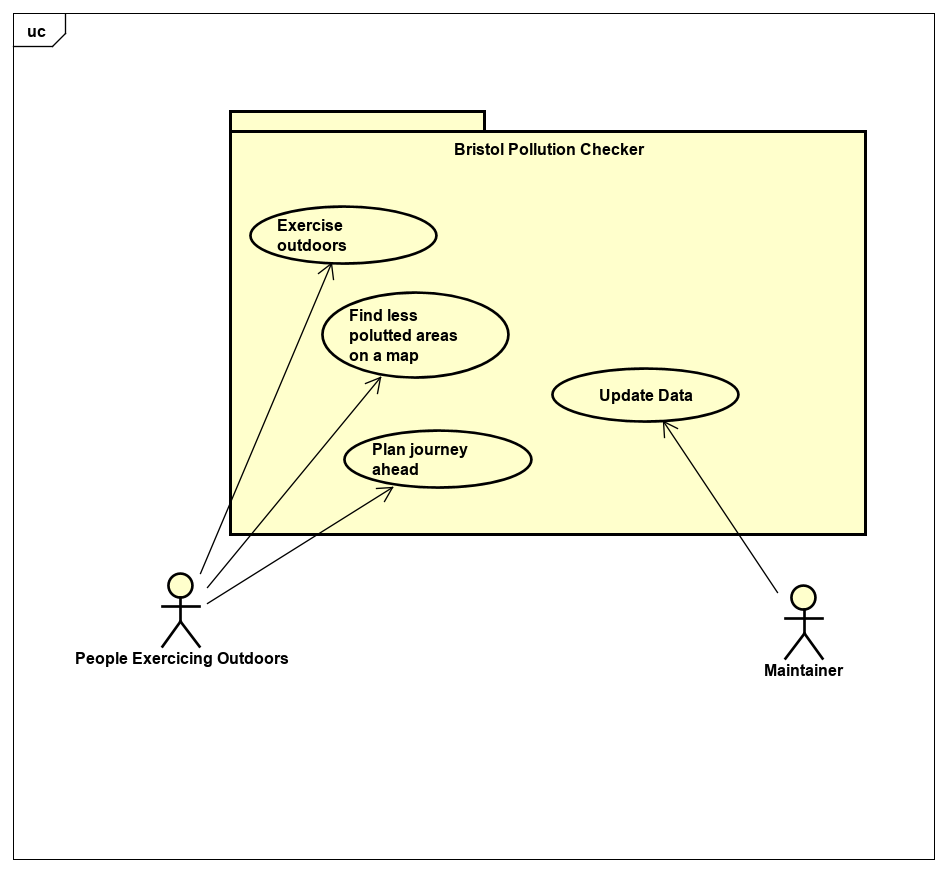 uc
Bristol Pollution Checker
Exercise
outdoors
Find less
polutted areas
on a map
Update Data
Plan journey
ahead
People Exercicing Outdoors
Maintainer